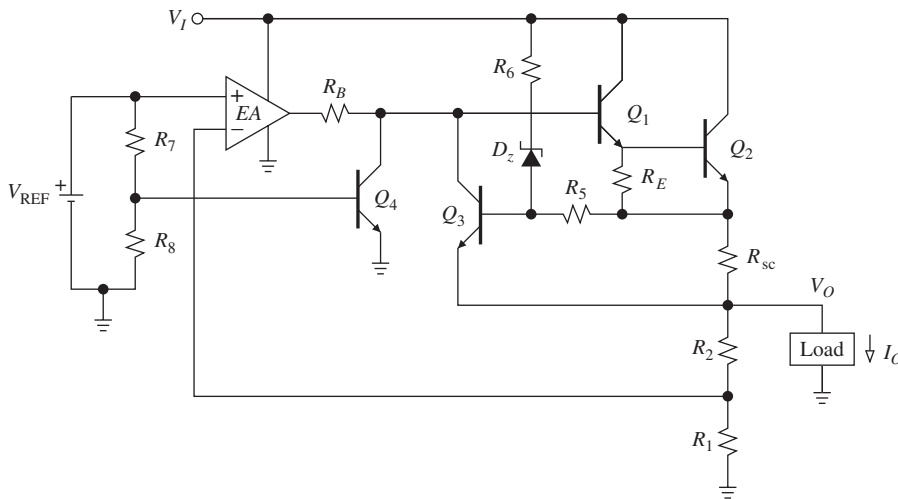 V_I
R_6
R_B
+
EA
−
Q_1
R_7
D_z
Q_2
V_REF
+
R_E
Q_4
R_5
Q_3
R_8
R_sc
V_O
R_2
Load
I_O
R_1